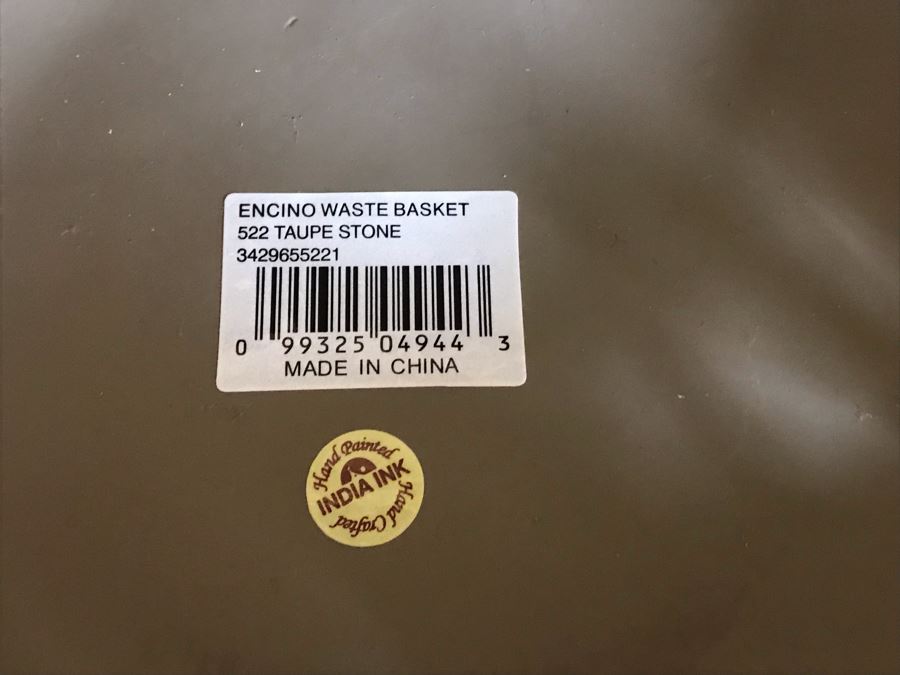 ENCINO WASTE BASKET
522 TAUPE STONE
3429655221
0 99325 04944 3
MADE IN CHINA
Hand Painted
INDIA INK
Hand Crafted